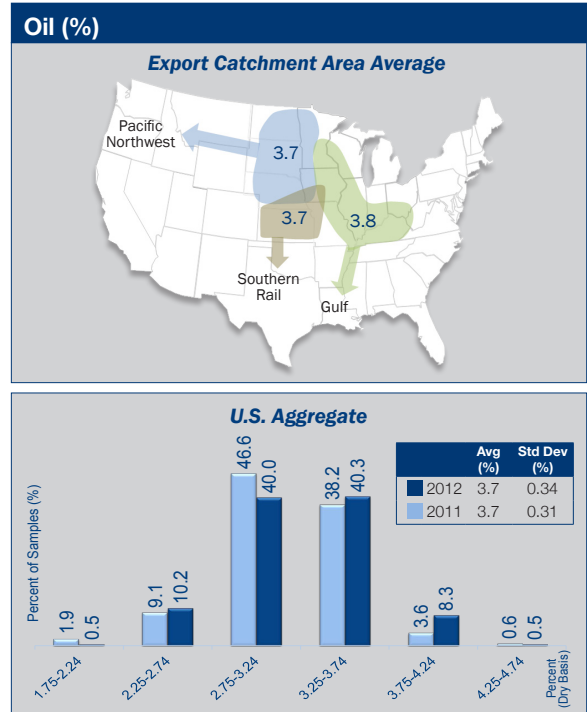 Oil (%)
Export Catchment Area Average
Pacific
Northwest
3.7
3.7
3.8
Southern
Rail
Gulf
U.S. Aggregate
Avg
(%)
Std Dev
(%)
2012 3.7 0.34
2011 3.7 0.31
Percent of Samples (%)
1.9
0.5
9.1
10.2
46.6
40.0
38.2
40.3
3.6
8.3
0.6
0.5
1.75-2.24
2.25-2.74
2.75-3.24
3.25-3.74
3.75-4.24
4.25-4.74
Percent
(Dry Basis)